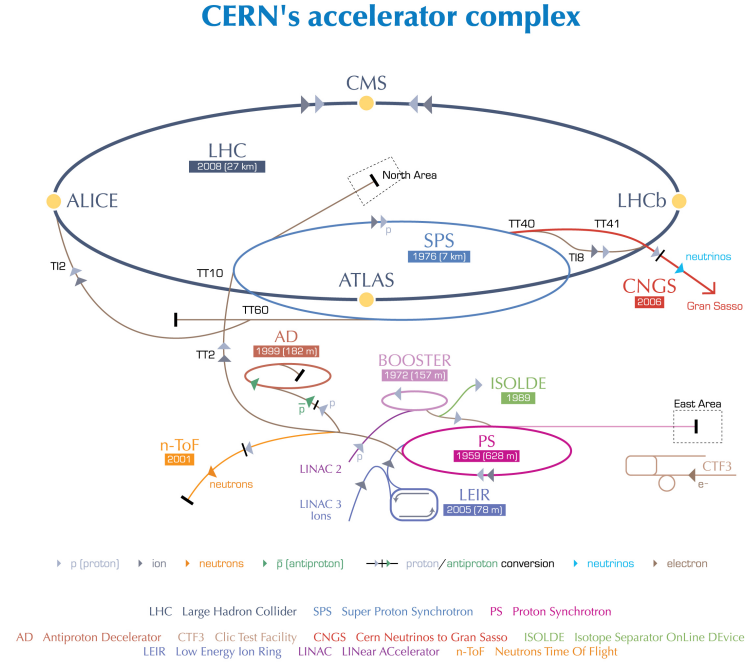 CERN's accelerator complex
CMS
LHC
2008 (27 km)
North Area
ALICE
LHCb
TT40
TT41
SPS
1976 (7 km)
p
TI2
TT10
TI8
neutrinos
ATLAS
CNGS
2006
Gran Sasso
TT60
AD
1999 (182 m)
TT2
BOOSTER
1972 (157 m)
ISOLDE
1989
p̅
p
East Area
n-ToF
2001
PS
1959 (628 m)
p
LINAC 2
neutrons
CTF3
e-
LEIR
2005 (78 m)
LINAC 3
Ions
p (proton) ion neutrons p̅ (antiproton) proton/antiproton conversion neutrinos electron
LHC Large Hadron Collider SPS Super Proton Synchrotron PS Proton Synchrotron
AD Antiproton Decelerator CTF3 Clic Test Facility CNGS Cern Neutrinos to Gran Sasso ISOLDE Isotope Separator OnLine DEvice
LEIR Low Energy Ion Ring LINAC LINear ACcelerator n-ToF Neutrons Time Of Flight